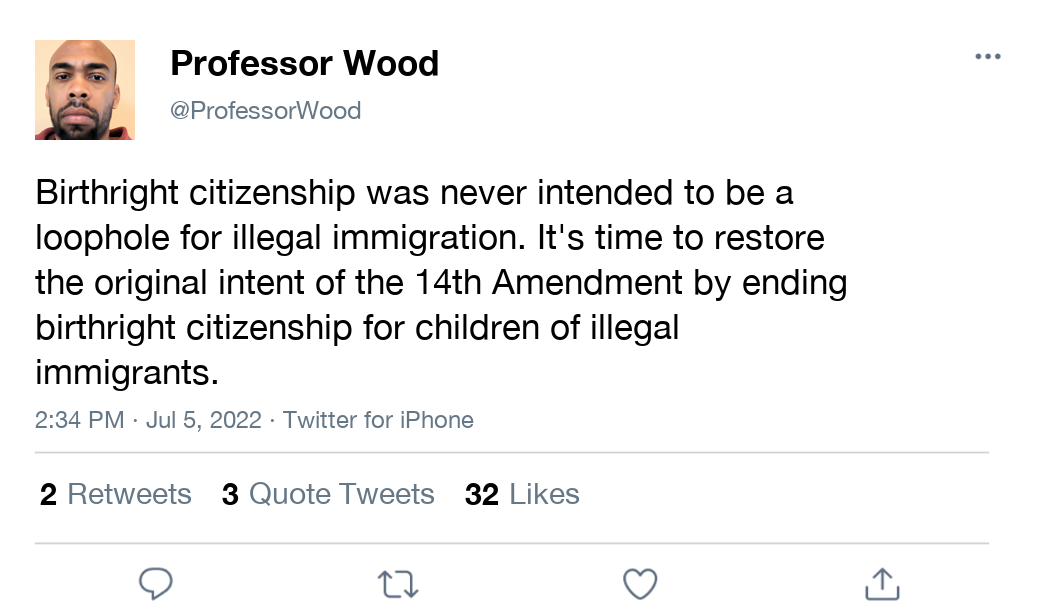 Professor Wood
@ProfessorWood
Birthright citizenship was never intended to be a
loophole for illegal immigration. It's time to restore
the original intent of the 14th Amendment by ending
birthright citizenship for children of illegal
immigrants.
2:34 PM · Jul 5, 2022 · Twitter for iPhone
2 Retweets 3 Quote Tweets 32 Likes